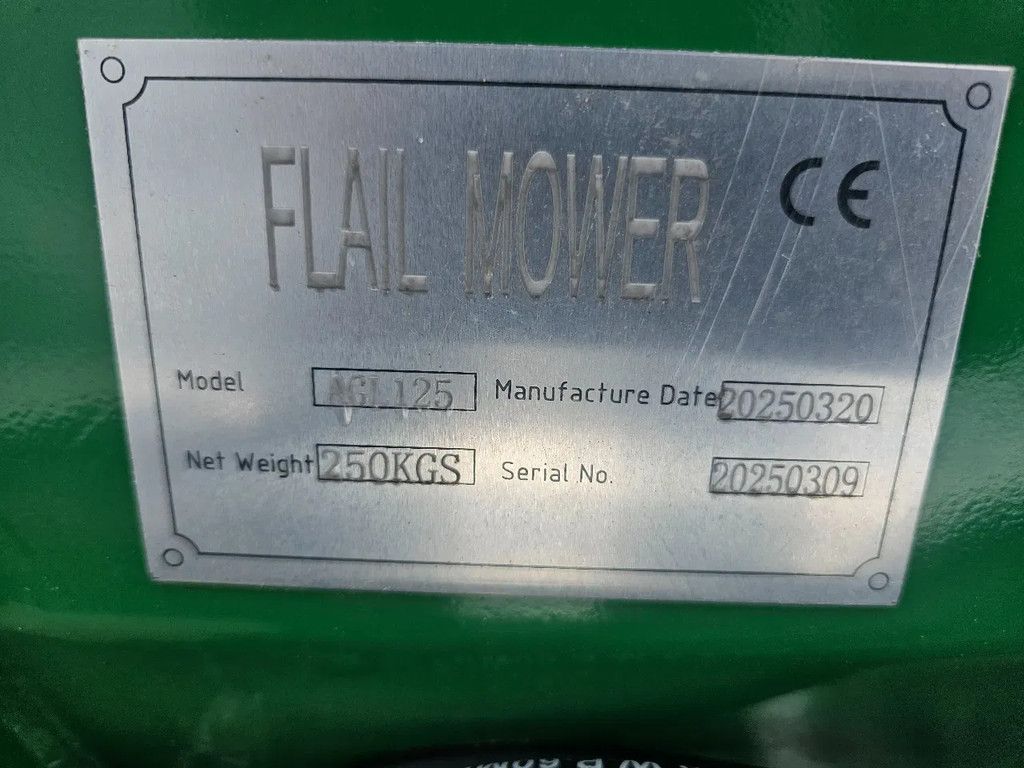 FLAIL MOWER CE
Model AGL125 Manufacture Date 20250320
Net Weight 250KGS Serial No. 20250309